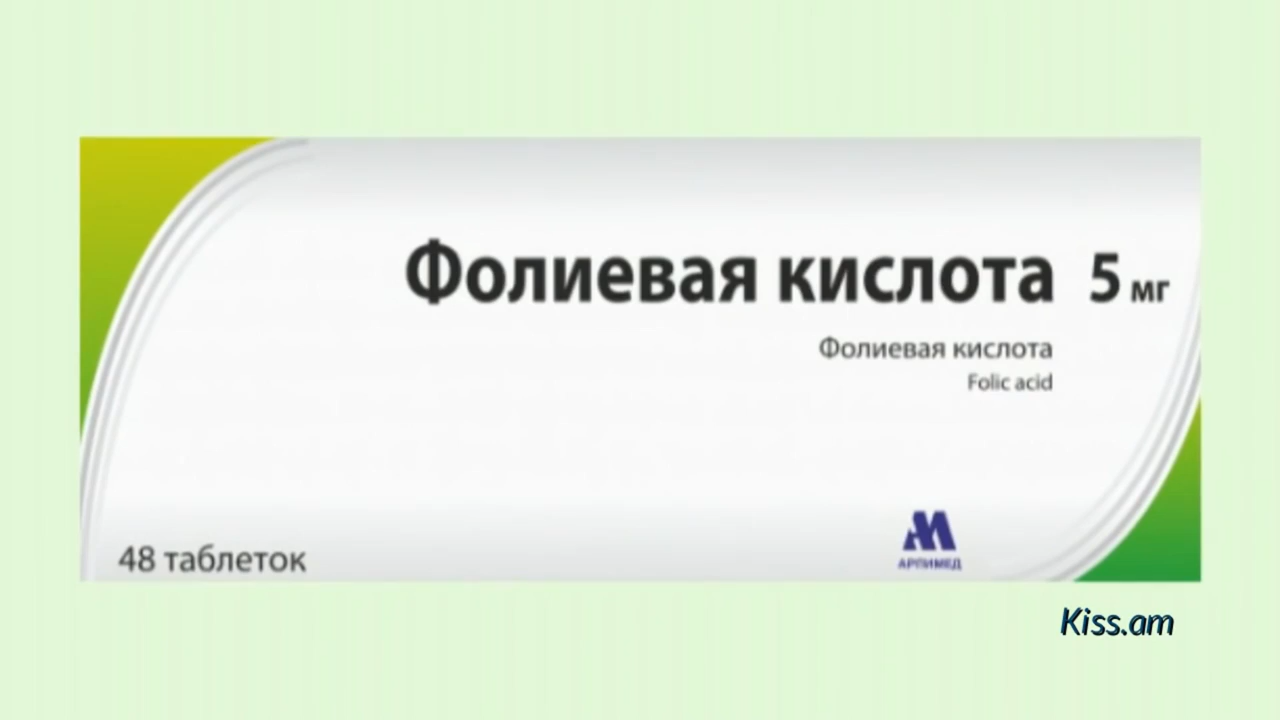 Фолиевая кислота 5 мг
Фолиевая кислота
Folic acid
48 таблеток
АРПИМЕД
Kiss.am